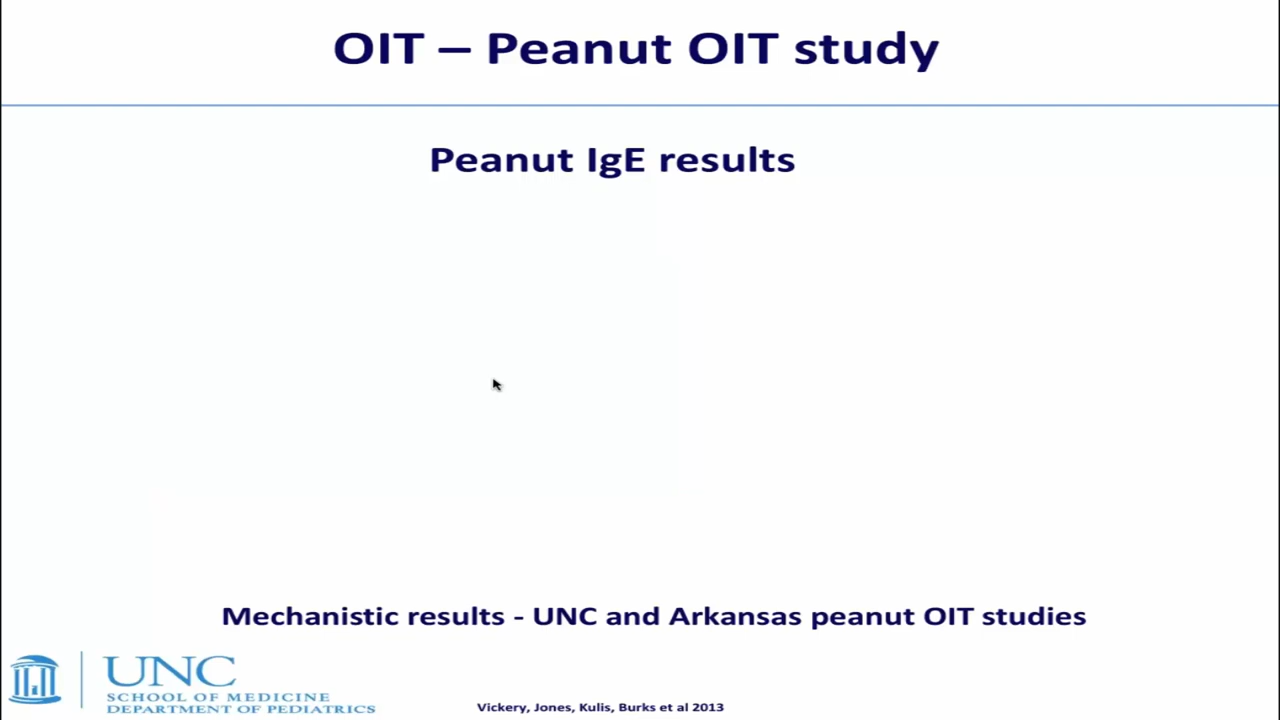 OIT – Peanut OIT study
Peanut IgE results
Mechanistic results - UNC and Arkansas peanut OIT studies
UNC
SCHOOL OF MEDICINE
DEPARTMENT OF PEDIATRICS
Vickery, Jones, Kulis, Burks et al 2013